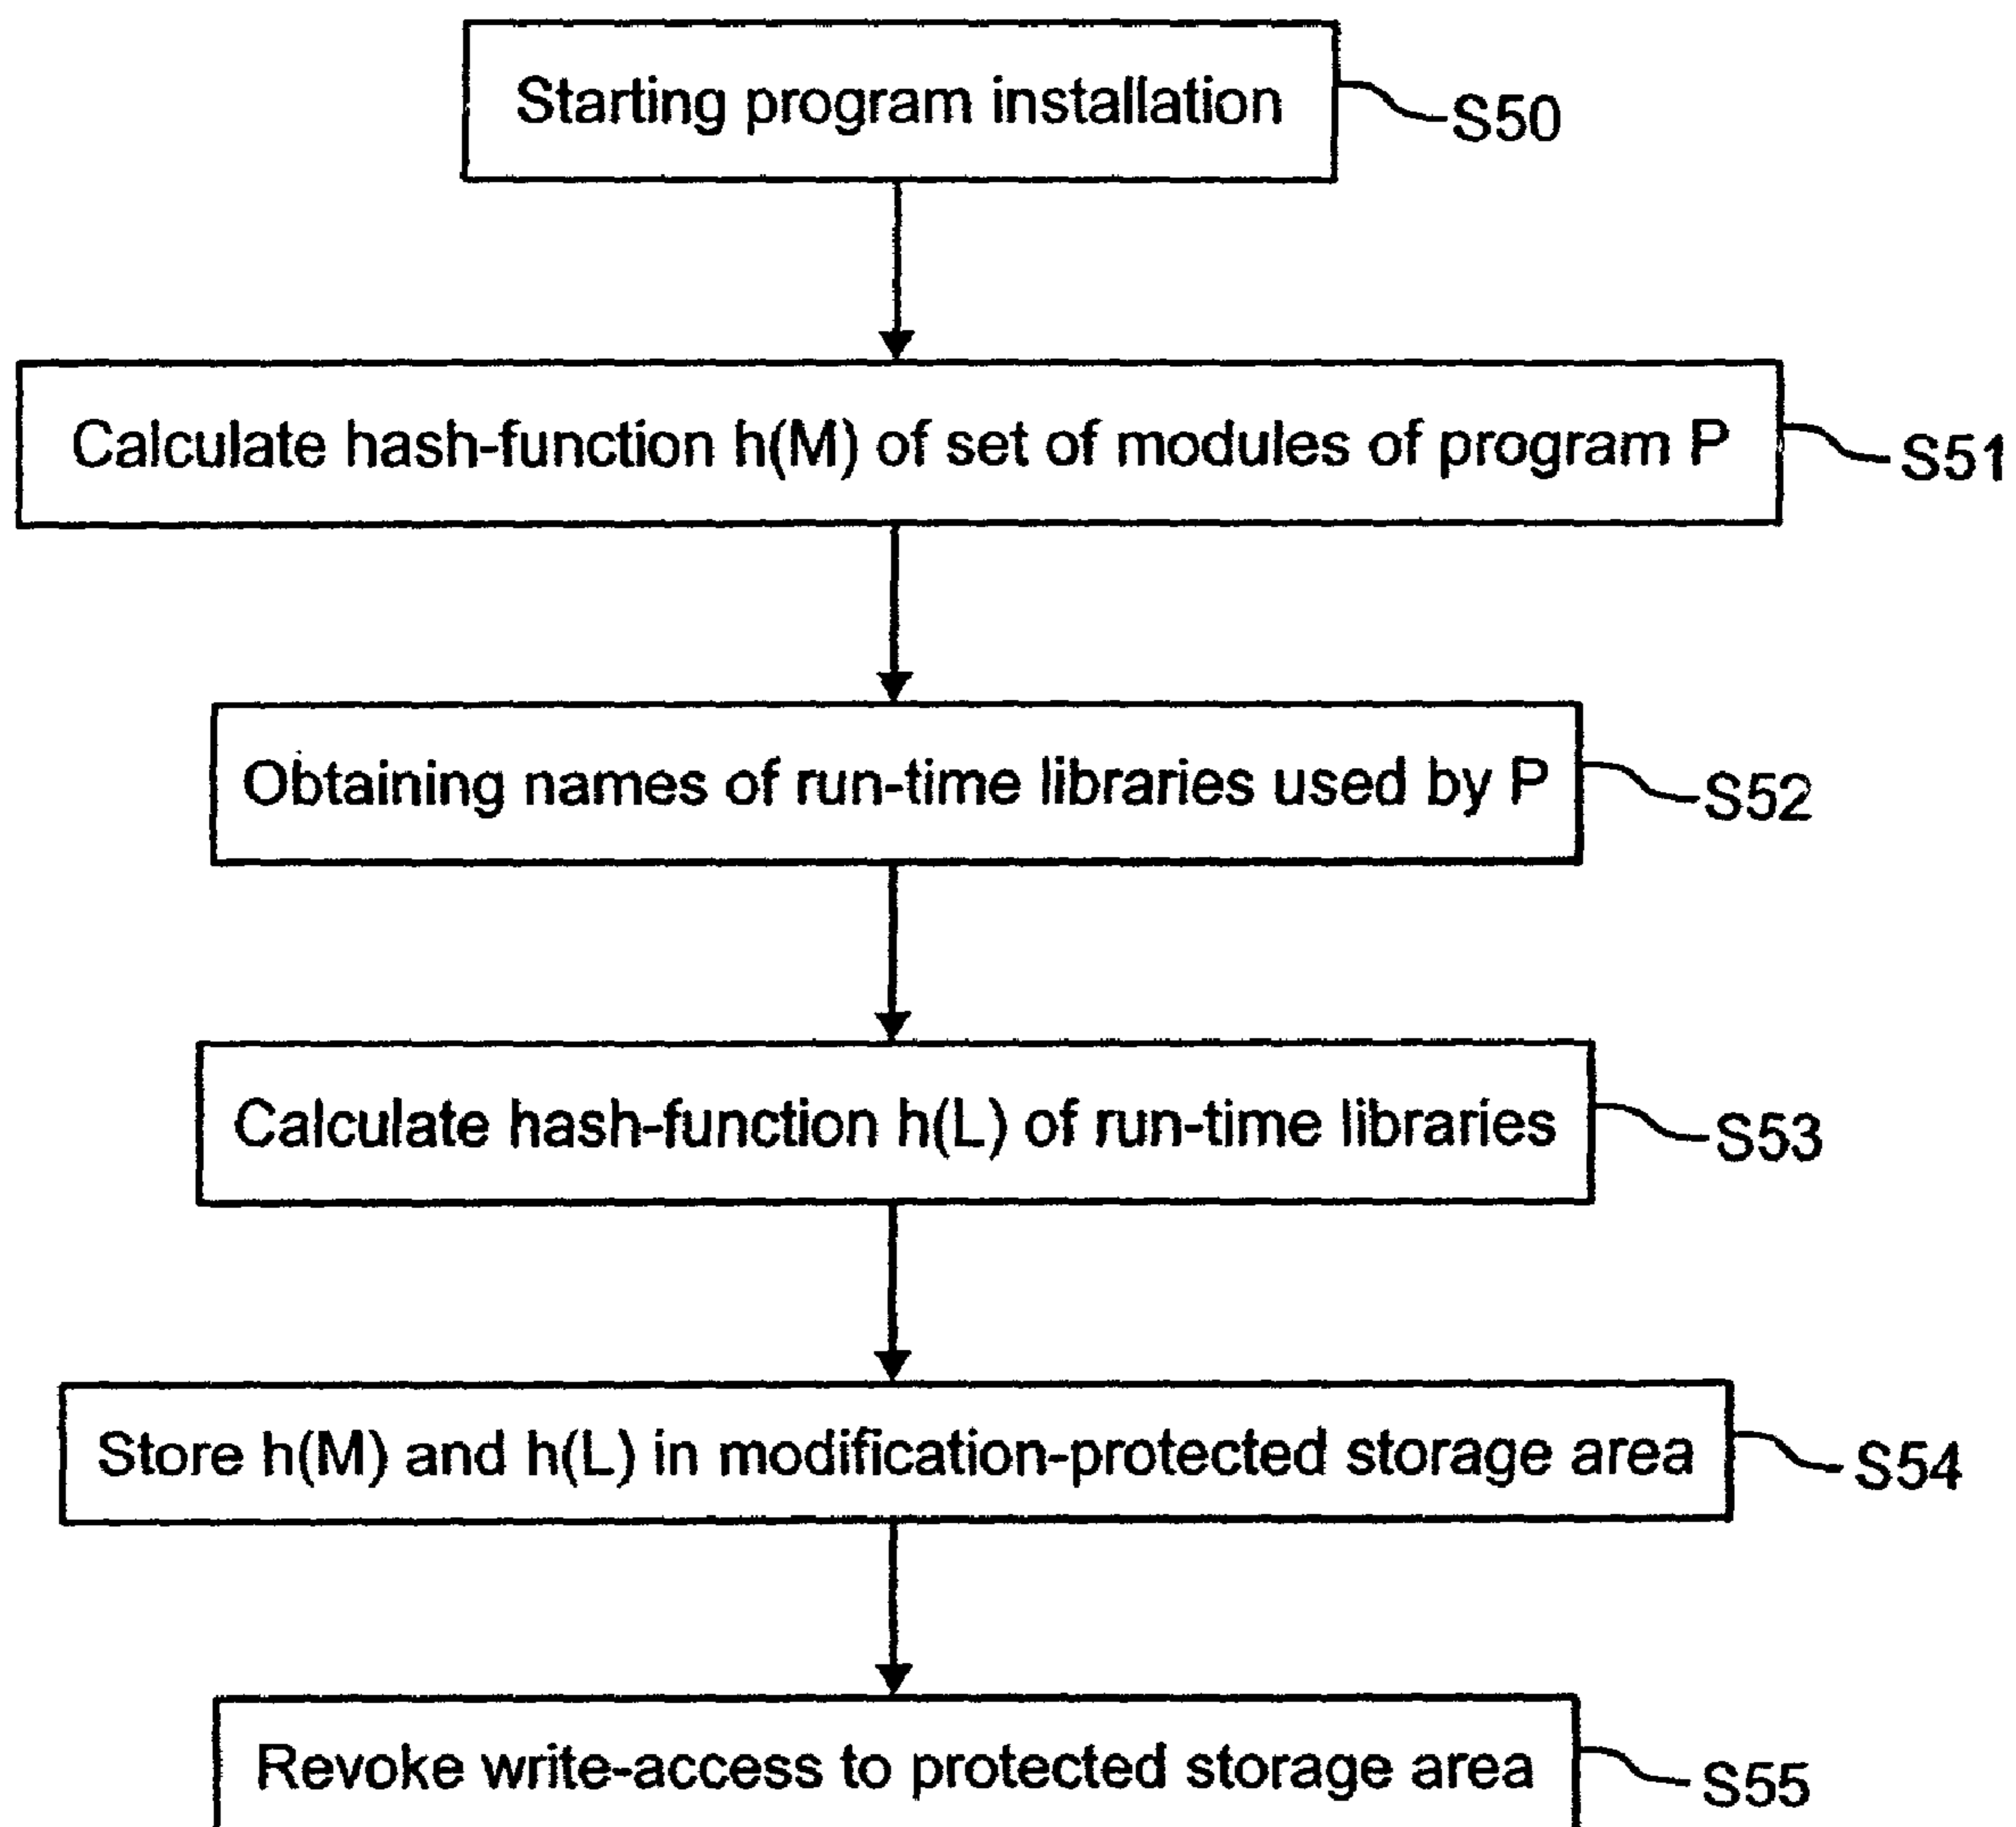 Starting program installation
S50
Calculate hash-function h(M) of set of modules of program P
S51
Obtaining names of run-time libraries used by P
S52
Calculate hash-function h(L) of run-time libraries
S53
Store h(M) and h(L) in modification-protected storage area
S54
Revoke write-access to protected storage area
S55